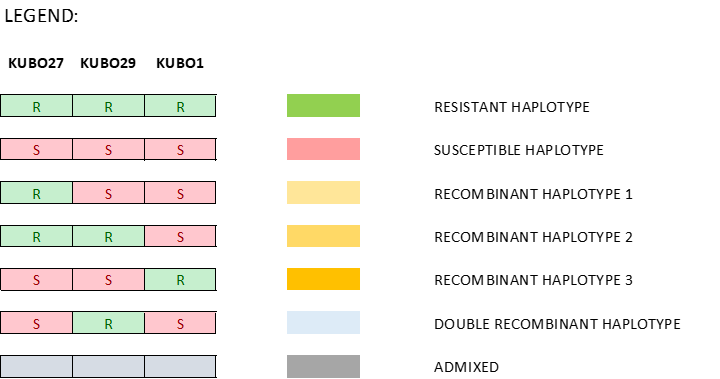 LEGEND:
KUBO27 KUBO29 KUBO1
R R R RESISTANT HAPLOTYPE
S S S SUSCEPTIBLE HAPLOTYPE
R S S RECOMBINANT HAPLOTYPE 1
R R S RECOMBINANT HAPLOTYPE 2
S S R RECOMBINANT HAPLOTYPE 3
S R S DOUBLE RECOMBINANT HAPLOTYPE
ADMIXED